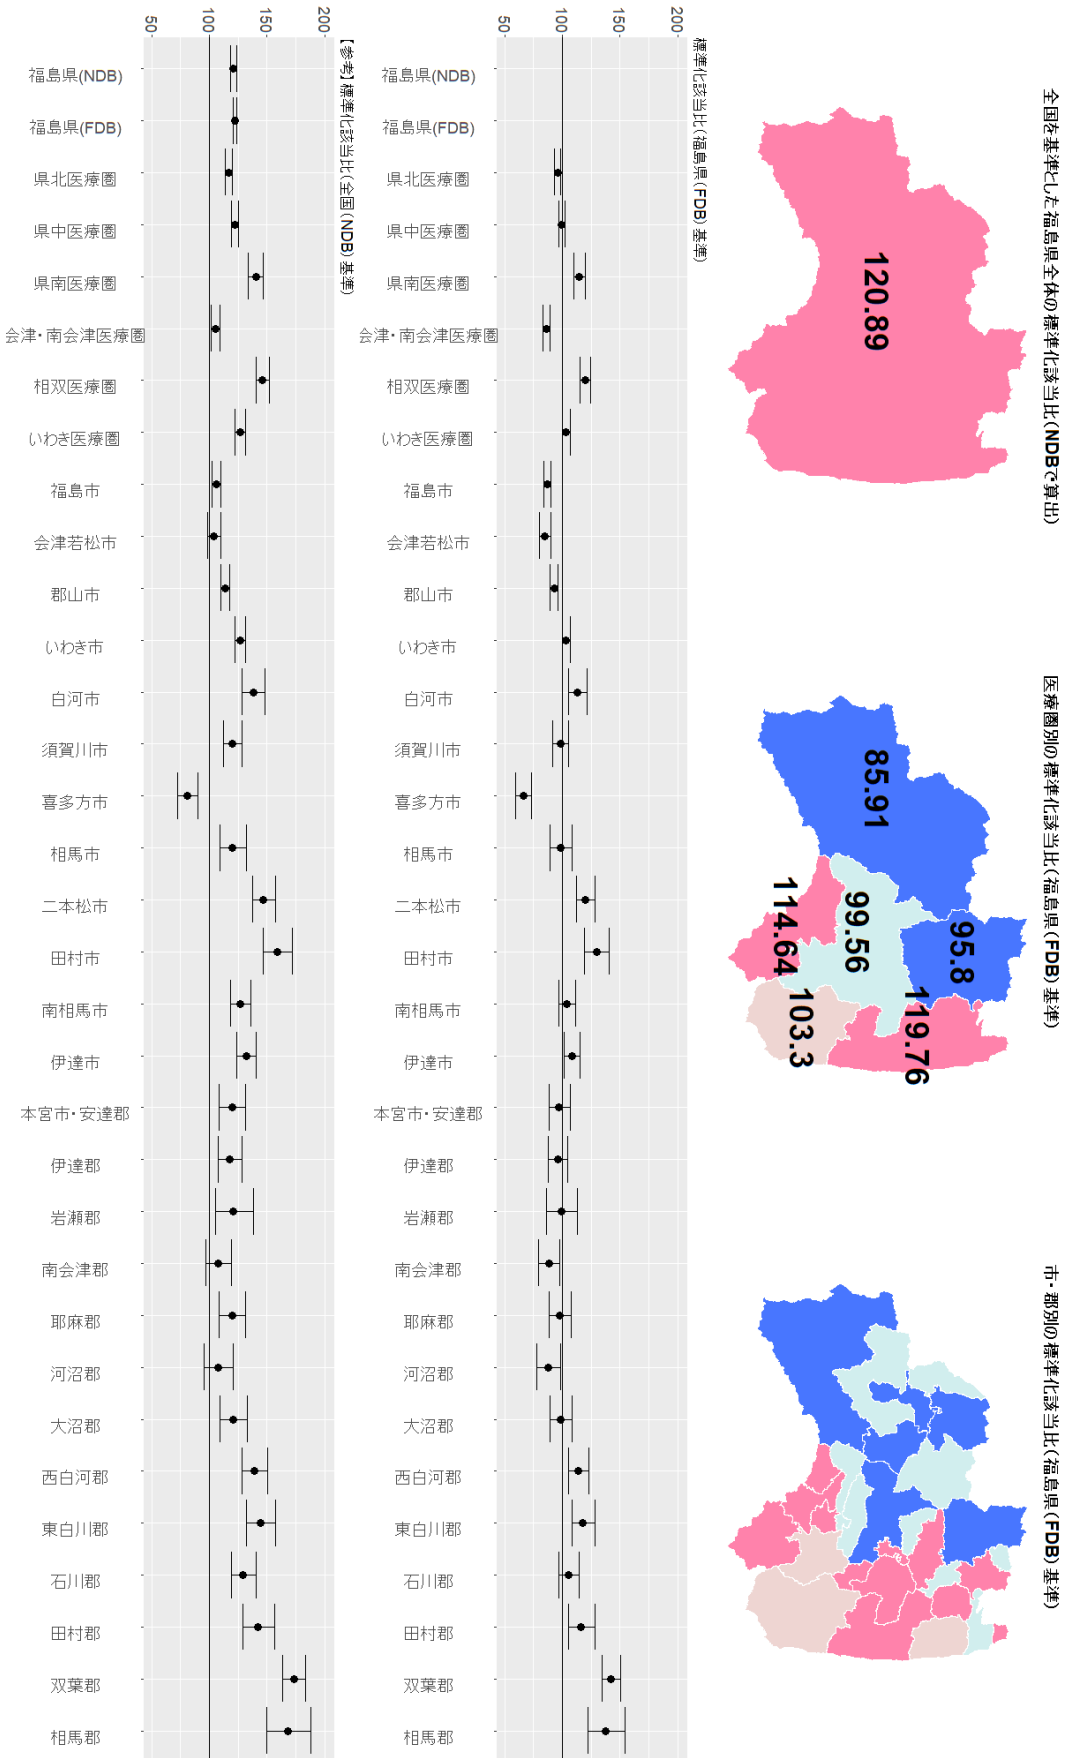 全国を基準とした福島県全体の標準化該当比(NDBで算出)
120.89
医療圏別の標準化該当比(福島県(FDB)基準)
85.91
95.8
99.56
114.64
103.3
119.76
市・郡別の標準化該当比(福島県(FDB)基準)
標準化該当比(福島県(FDB)基準)
200
150
100
50
福島県(NDB)
福島県(FDB)
県北医療圏
県中医療圏
県南医療圏
会津・南会津医療圏
相双医療圏
いわき医療圏
福島市
会津若松市
郡山市
いわき市
白河市
須賀川市
喜多方市
相馬市
二本松市
田村市
南相馬市
伊達市
本宮市・安達郡
伊達郡
岩瀬郡
南会津郡
耶麻郡
河沼郡
大沼郡
西白河郡
東白川郡
石川郡
田村郡
双葉郡
相馬郡
【参考】標準化該当比(全国(NDB)基準)
200
150
100
50
福島県(NDB)
福島県(FDB)
県北医療圏
県中医療圏
県南医療圏
会津・南会津医療圏
相双医療圏
いわき医療圏
福島市
会津若松市
郡山市
いわき市
白河市
須賀川市
喜多方市
相馬市
二本松市
田村市
南相馬市
伊達市
本宮市・安達郡
伊達郡
岩瀬郡
南会津郡
耶麻郡
河沼郡
大沼郡
西白河郡
東白川郡
石川郡
田村郡
双葉郡
相馬郡